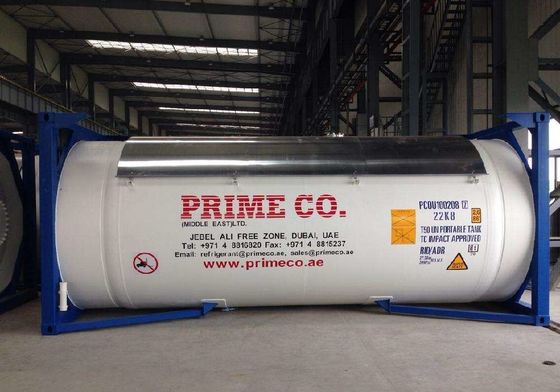 PRIME CO.
(MIDDLE EAST)LTD.
JEBEL ALI FREE ZONE, DUBAI, UAE
Tel: +971 4 8816820 Fax: +971 4 8815237
Email: refrigerant@primeco.ae, sales@primeco.ae
www.primeco.ae
PCDU100208
22K8
T50 UN PORTABLE TANK
TC IMPACT APPROVED
RID/ADR